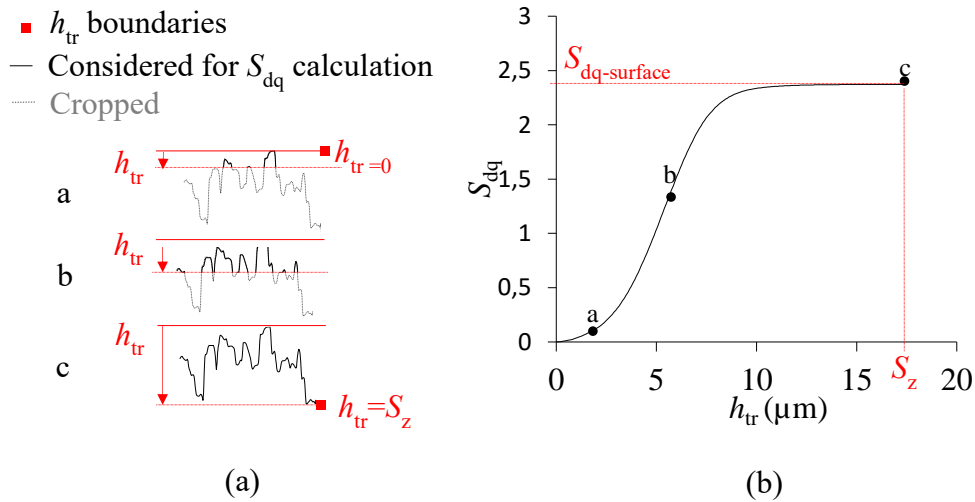 h_tr boundaries
Considered for S_dq calculation
Cropped
h_tr
h_tr =0
a
h_tr
b
h_tr
c
h_tr=S_z
(a)
3
2,5
2
1,5
1
0,5
0
S_dq
S_dq-surface
c
b
a
S_z
0
5
10
15
20
h_tr (μm)
(b)